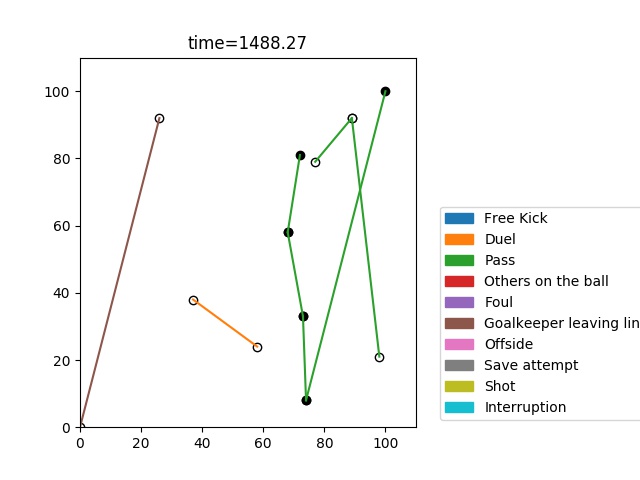 time=1488.27
100
80
60
40
20
0
0 20 40 60 80 100
Free Kick
Duel
Pass
Others on the ball
Foul
Goalkeeper leaving lin
Offside
Save attempt
Shot
Interruption